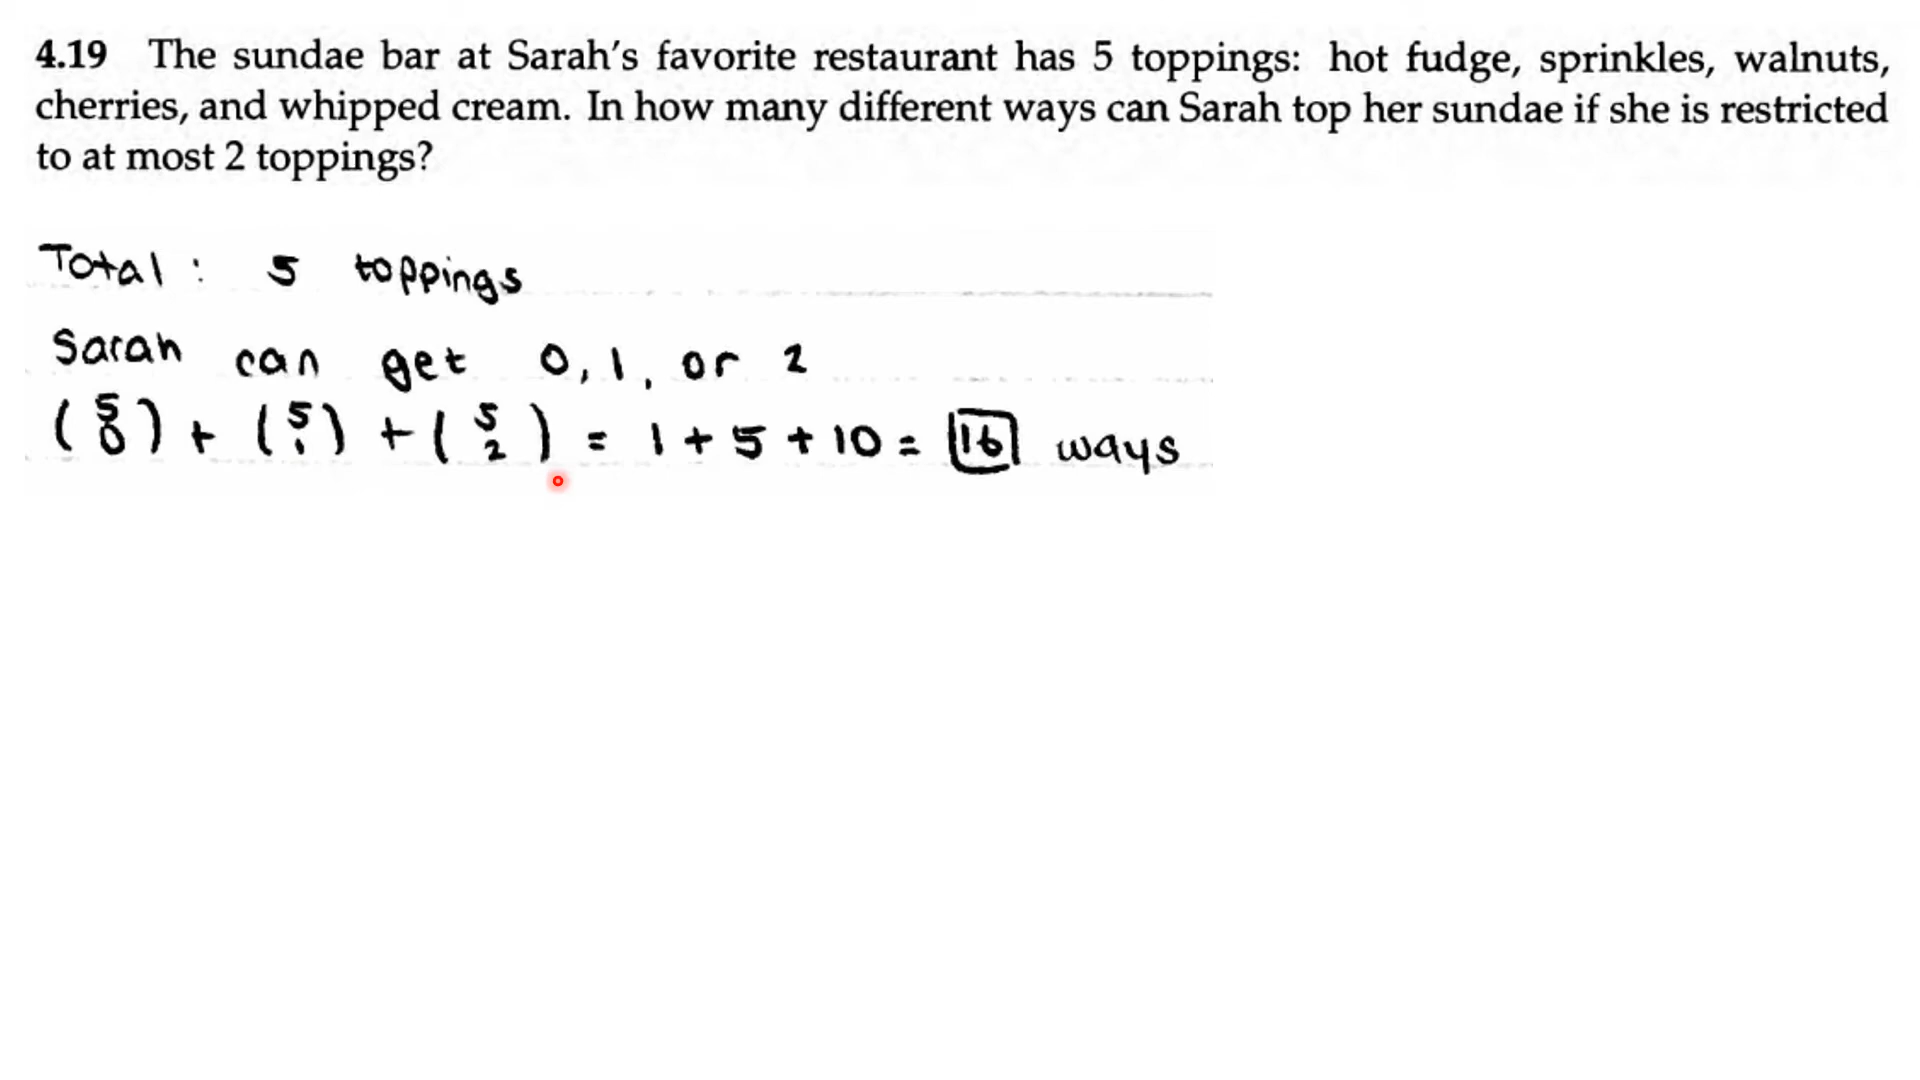 4.19 The sundae bar at Sarah's favorite restaurant has 5 toppings: hot fudge, sprinkles, walnuts,
cherries, and whipped cream. In how many different ways can Sarah top her sundae if she is restricted
to at most 2 toppings?
Total: 5 toppings
Sarah can get 0, 1, or 2
(5 0) + (5 1) + (5 2) = 1 + 5 + 10 = 16 ways